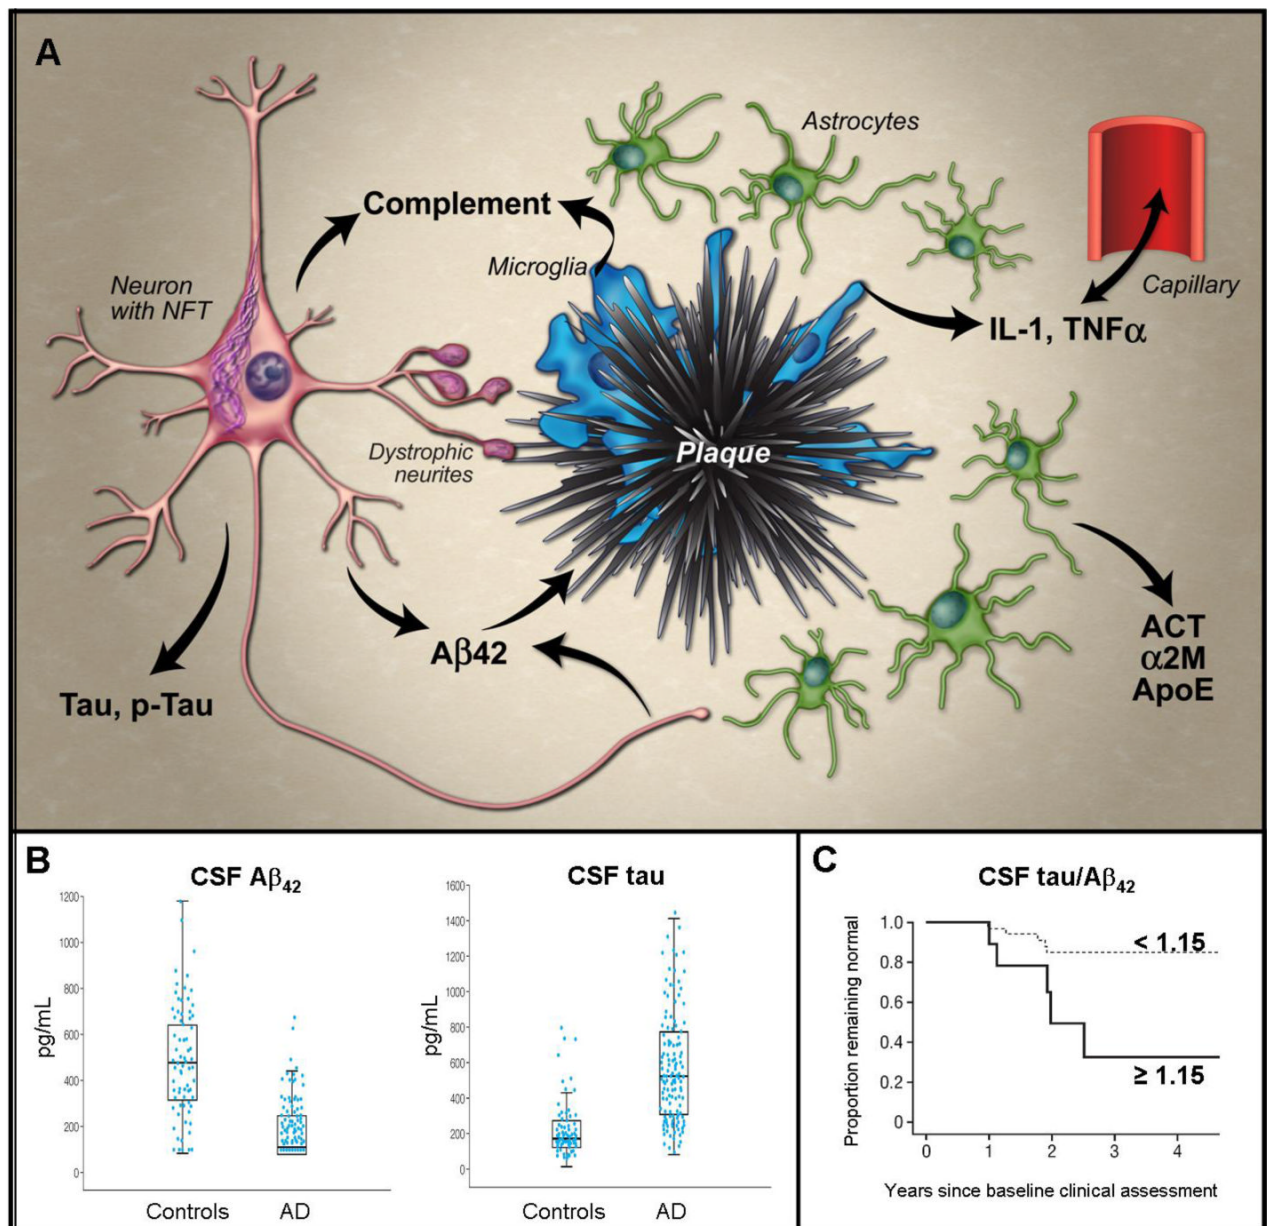 A
Astrocytes
Complement
Microglia
Neuron
with NFT
Capillary
IL-1, TNFα
Dystrophic
neurites
Plaque
Aβ42
Tau, p-Tau
ACT
α2M
ApoE
B
CSF Aβ42
pg/mL
1200
1000
800
600
400
200
0
Controls AD
CSF tau
pg/mL
1600
1400
1200
1000
800
600
400
200
0
Controls AD
C
CSF tau/Aβ42
Proportion remaining normal
1.0
0.8
0.6
0.4
0.2
0
< 1.15
≥ 1.15
0 1 2 3 4
Years since baseline clinical assessment